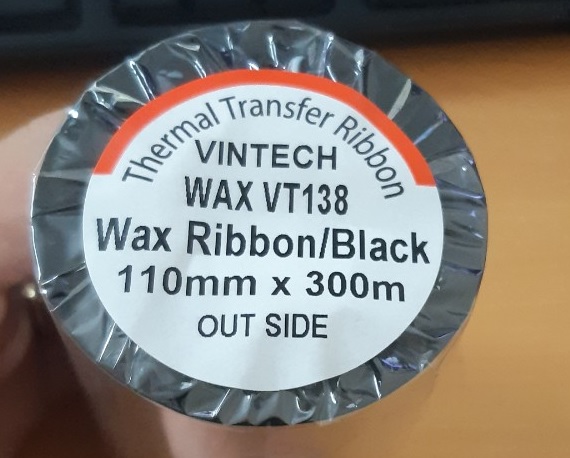 Thermal Transfer Ribbon
VINTECH
WAX VT138
Wax Ribbon/Black
110mm x 300m
OUT SIDE